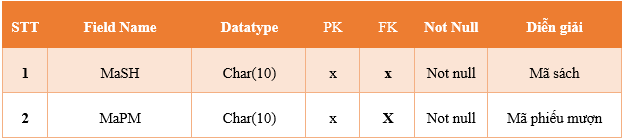 STT Field Name Datatype PK FK Not Null Diễn giải
1 MaSH Char(10) x x Not null Mã sách
2 MaPM Char(10) x X Not null Mã phiếu mượn